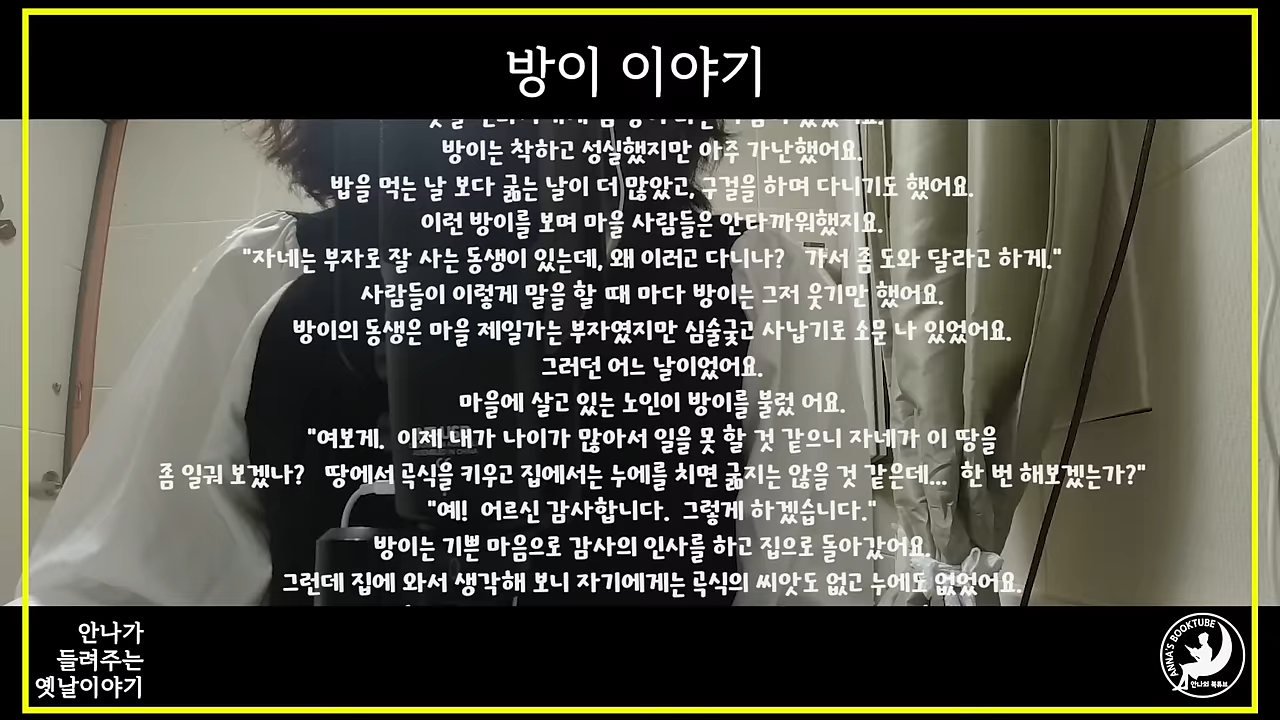 방이 이야기
방이는 착하고 성실했지만 아주 가난했어요.
밥을 먹는 날 보다 굶는 날이 더 많았고, 구걸을 하며 다니기도 했어요.
이런 방이를 보며 마을 사람들은 안타까워했지요.
"자네는 부자로 잘 사는 동생이 있는데, 왜 이러고 다니나? 가서 좀 도와 달라고 하게."
사람들이 이렇게 말을 할 때 마다 방이는 그저 웃기만 했어요.
방이의 동생은 마을 제일가는 부자였지만 심술궂고 사납기로 소문 나 있었어요.
그러던 어느 날이었어요.
마을에 살고 있는 노인이 방이를 불렀 어요.
"여보게. 이제 내가 나이가 많아서 일을 못 할 것 같으니 자네가 이 땅을
좀 일궈 보겠나? 땅에서 곡식을 키우고 집에서는 누에를 치면 굶지는 않을 것 같은데... 한 번 해보겠는가?"
"예! 어르신 감사합니다. 그렇게 하겠습니다."
방이는 기쁜 마음으로 감사의 인사를 하고 집으로 돌아갔어요.
그런데 집에 와서 생각해 보니 자기에게는 곡식의 씨앗도 없고 누에도 없었어요.
안나가
들려주는
옛날이야기
ANNA'S BOOKTUBE
안나의 북튜브